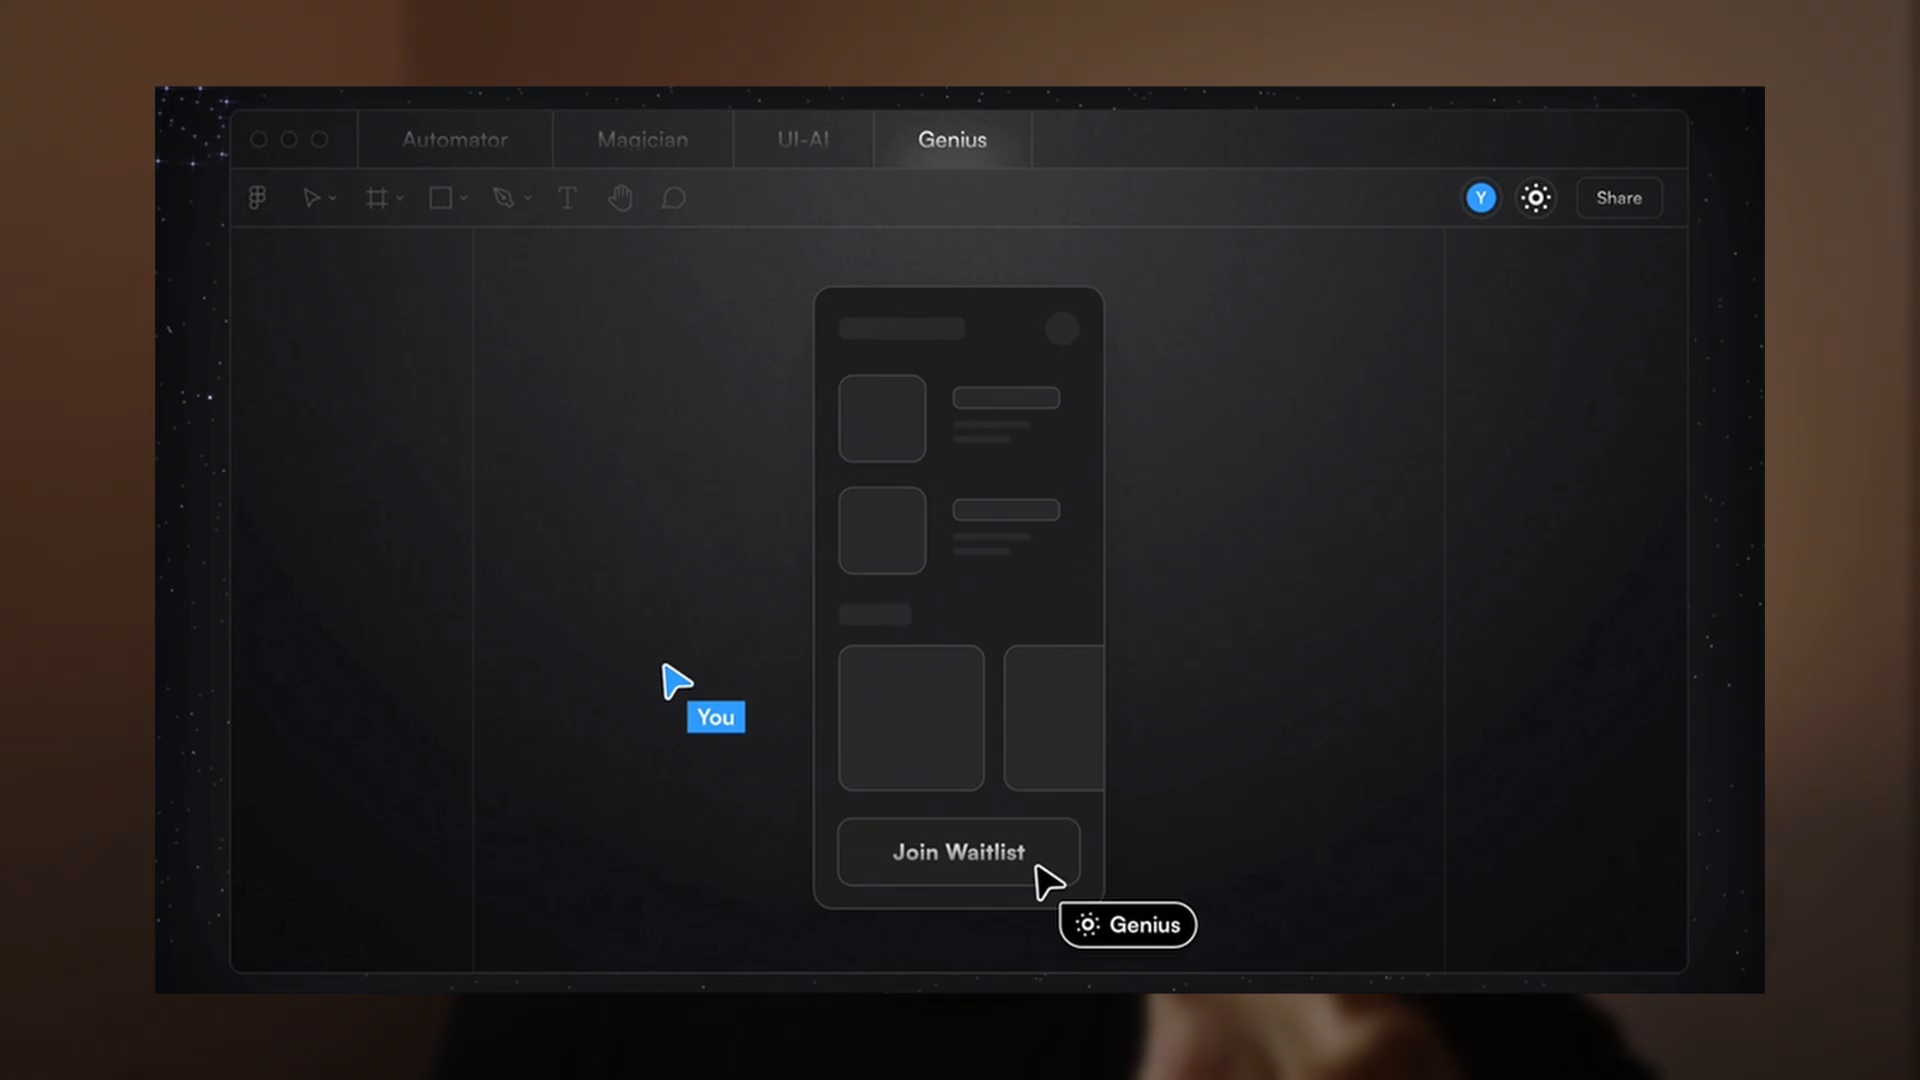 Automator
Magician
UI-AI
Genius
Y
Share
You
Join Waitlist
Genius